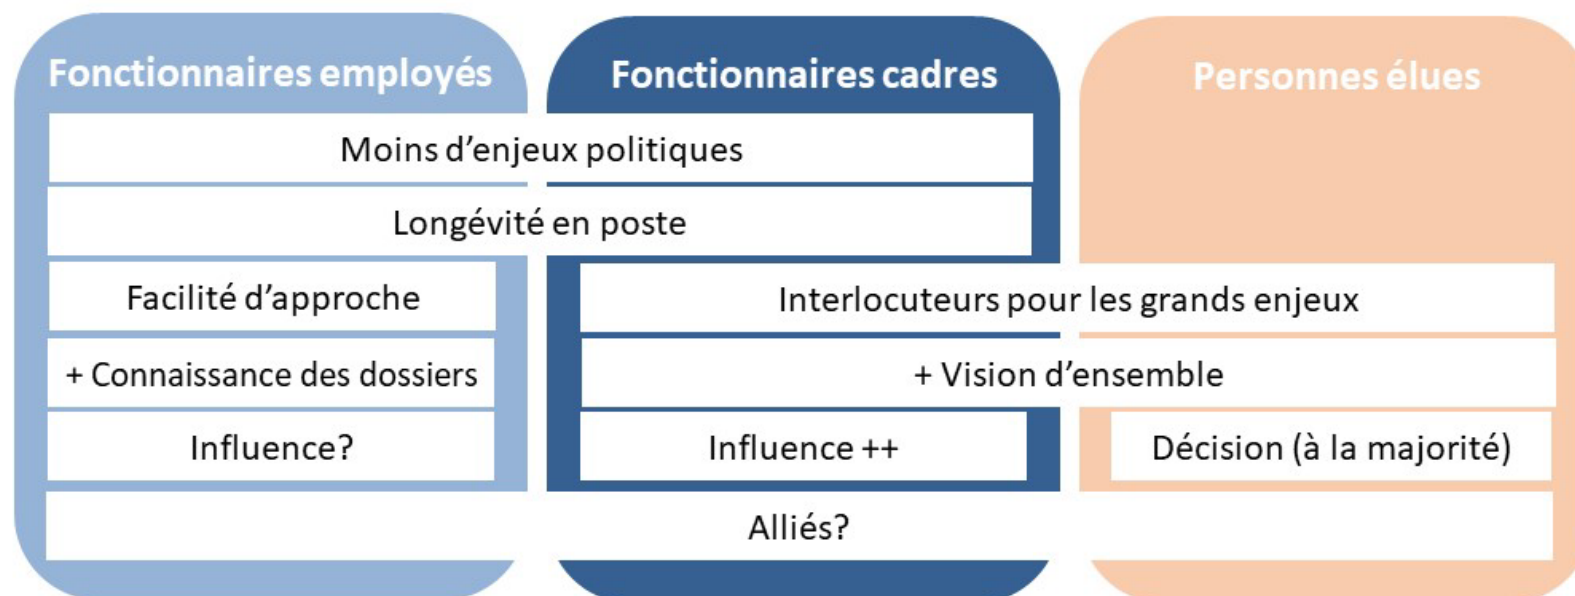 Fonctionnaires employés
Fonctionnaires cadres
Personnes élues
Moins d’enjeux politiques
Longévité en poste
Facilité d’approche
Interlocuteurs pour les grands enjeux
+ Connaissance des dossiers
+ Vision d’ensemble
Influence?
Influence ++
Décision (à la majorité)
Alliés?